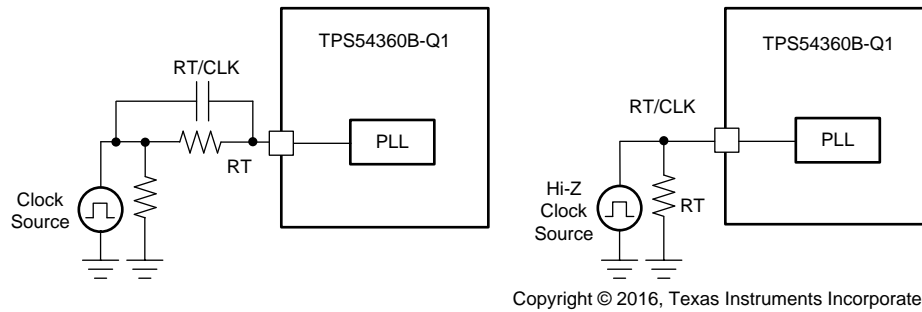 TPS54360B-Q1
RT/CLK
PLL
RT
Clock
Source
TPS54360B-Q1
RT/CLK
PLL
Hi-Z
Clock
Source
RT
Copyright © 2016, Texas Instruments Incorporate